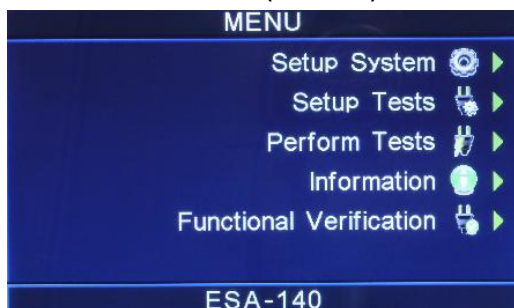 MENU
Setup System
Setup Tests
Perform Tests
Information
Functional Verification
ESA-140